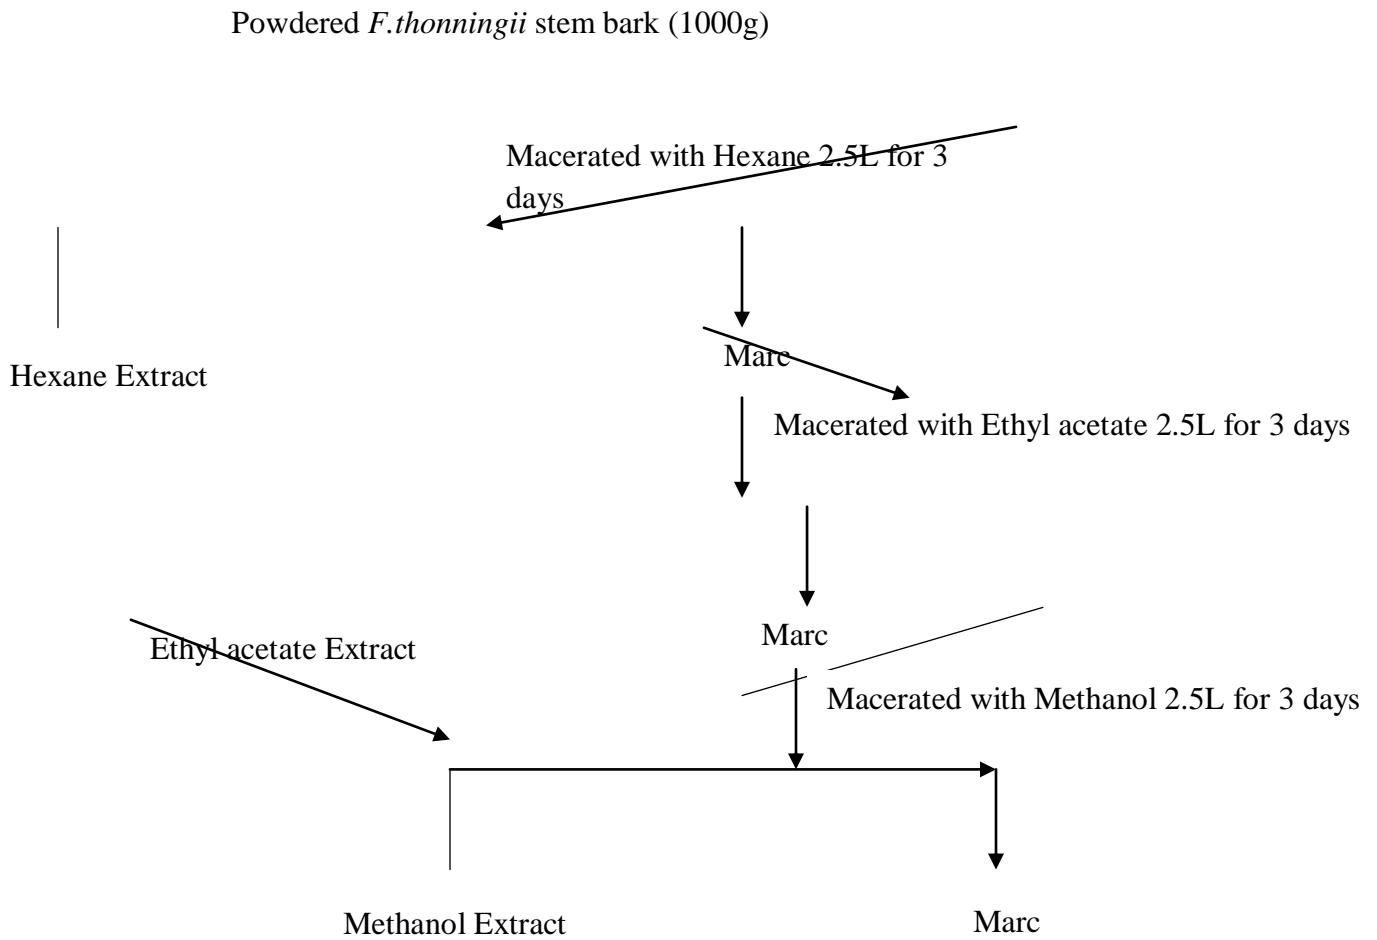 Powdered F.thonningii stem bark (1000g)
Macerated with Hexane 2.5L for 3
days
Marc
Hexane Extract
Macerated with Ethyl acetate 2.5L for 3 days
Marc
Ethyl acetate Extract
Macerated with Methanol 2.5L for 3 days
Methanol Extract
Marc